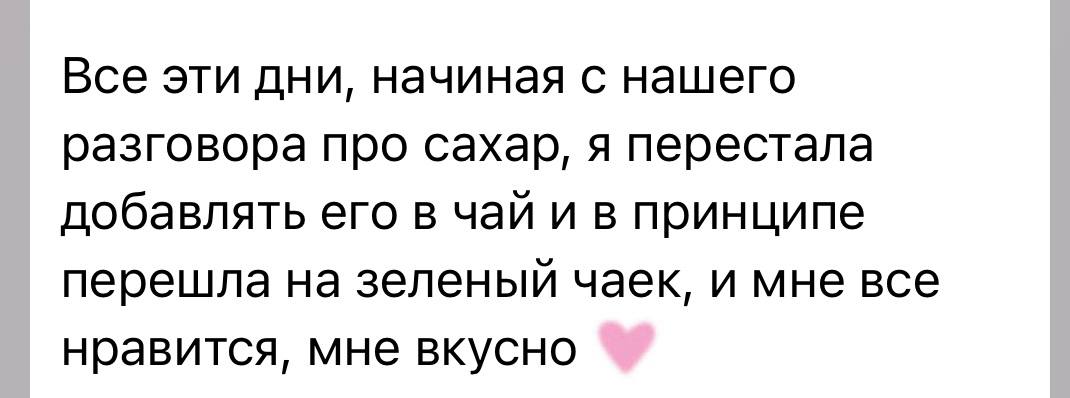 Все эти дни, начиная с нашего
разговора про сахар, я перестала
добавлять его в чай и в принципе
перешла на зеленый чаек, и мне все
нравится, мне вкусно 🩷